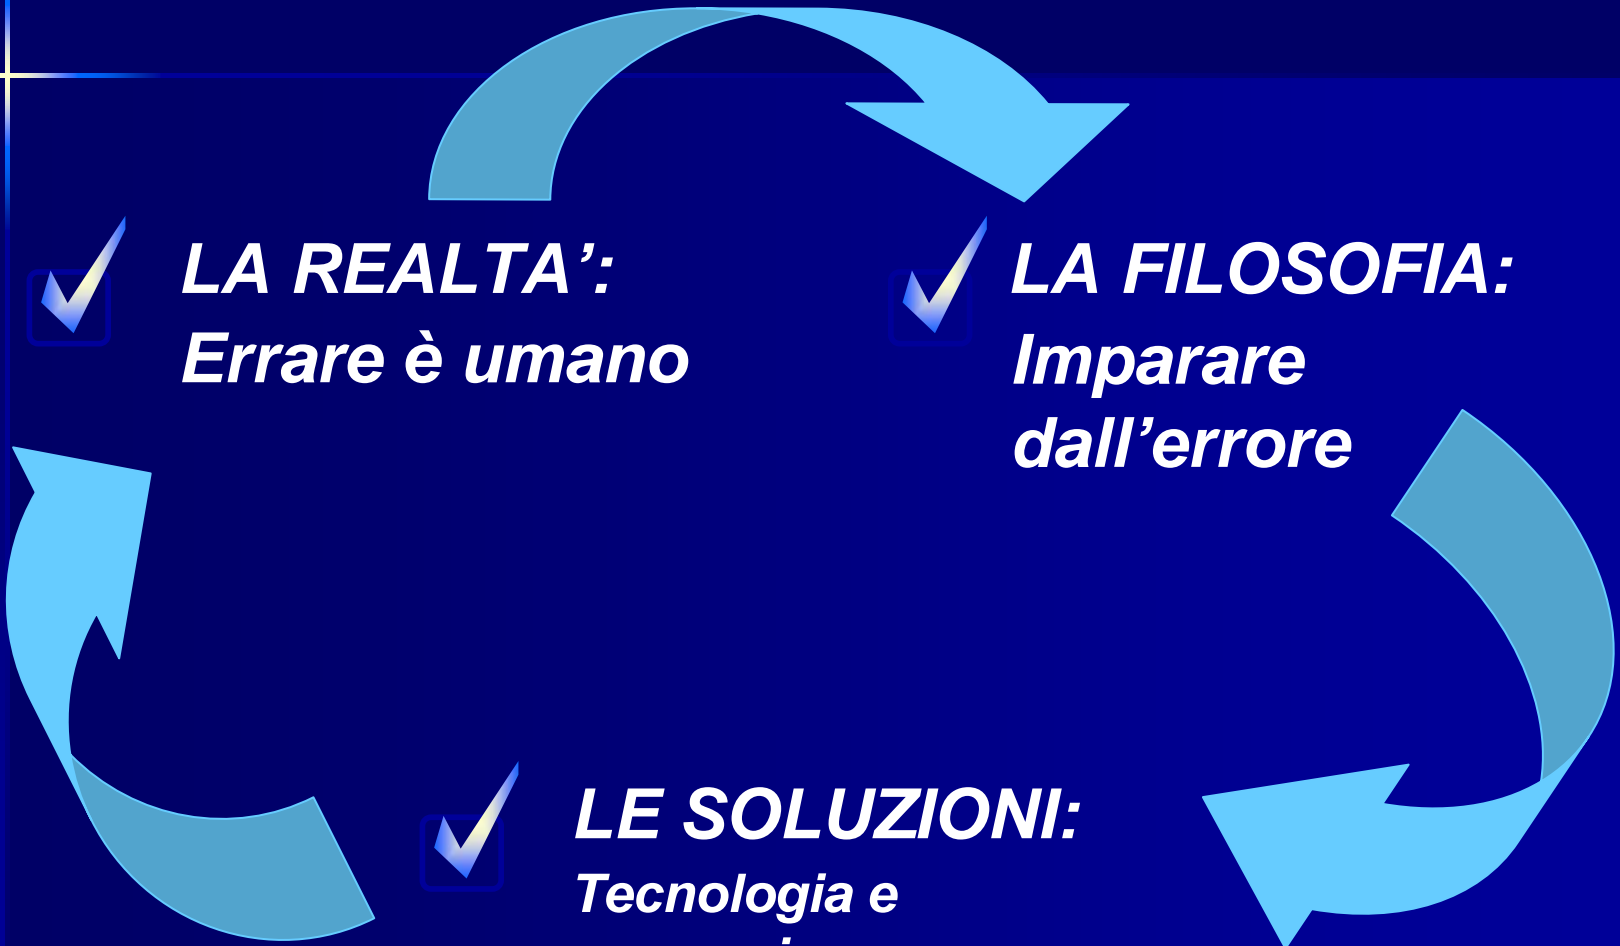 LA REALTA’:
Errare è umano
LA FILOSOFIA:
Imparare
dall’errore
LE SOLUZIONI:
Tecnologia e